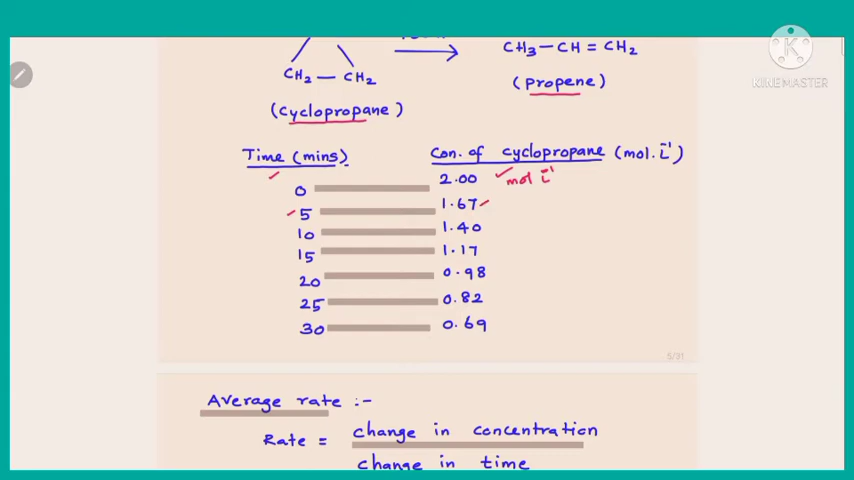 CH₃ — CH = CH₂
CH₂ — CH₂
(Propene)
(cyclopropane)
KINEMASTER
Time (mins)
Con. of cyclopropane (mol. L⁻¹)
0 2.00 mol L⁻¹
5 1.67
10 1.40
15 1.17
20 0.98
25 0.82
30 0.69
5/31
Average rate :-
Rate = change in concentration
change in time